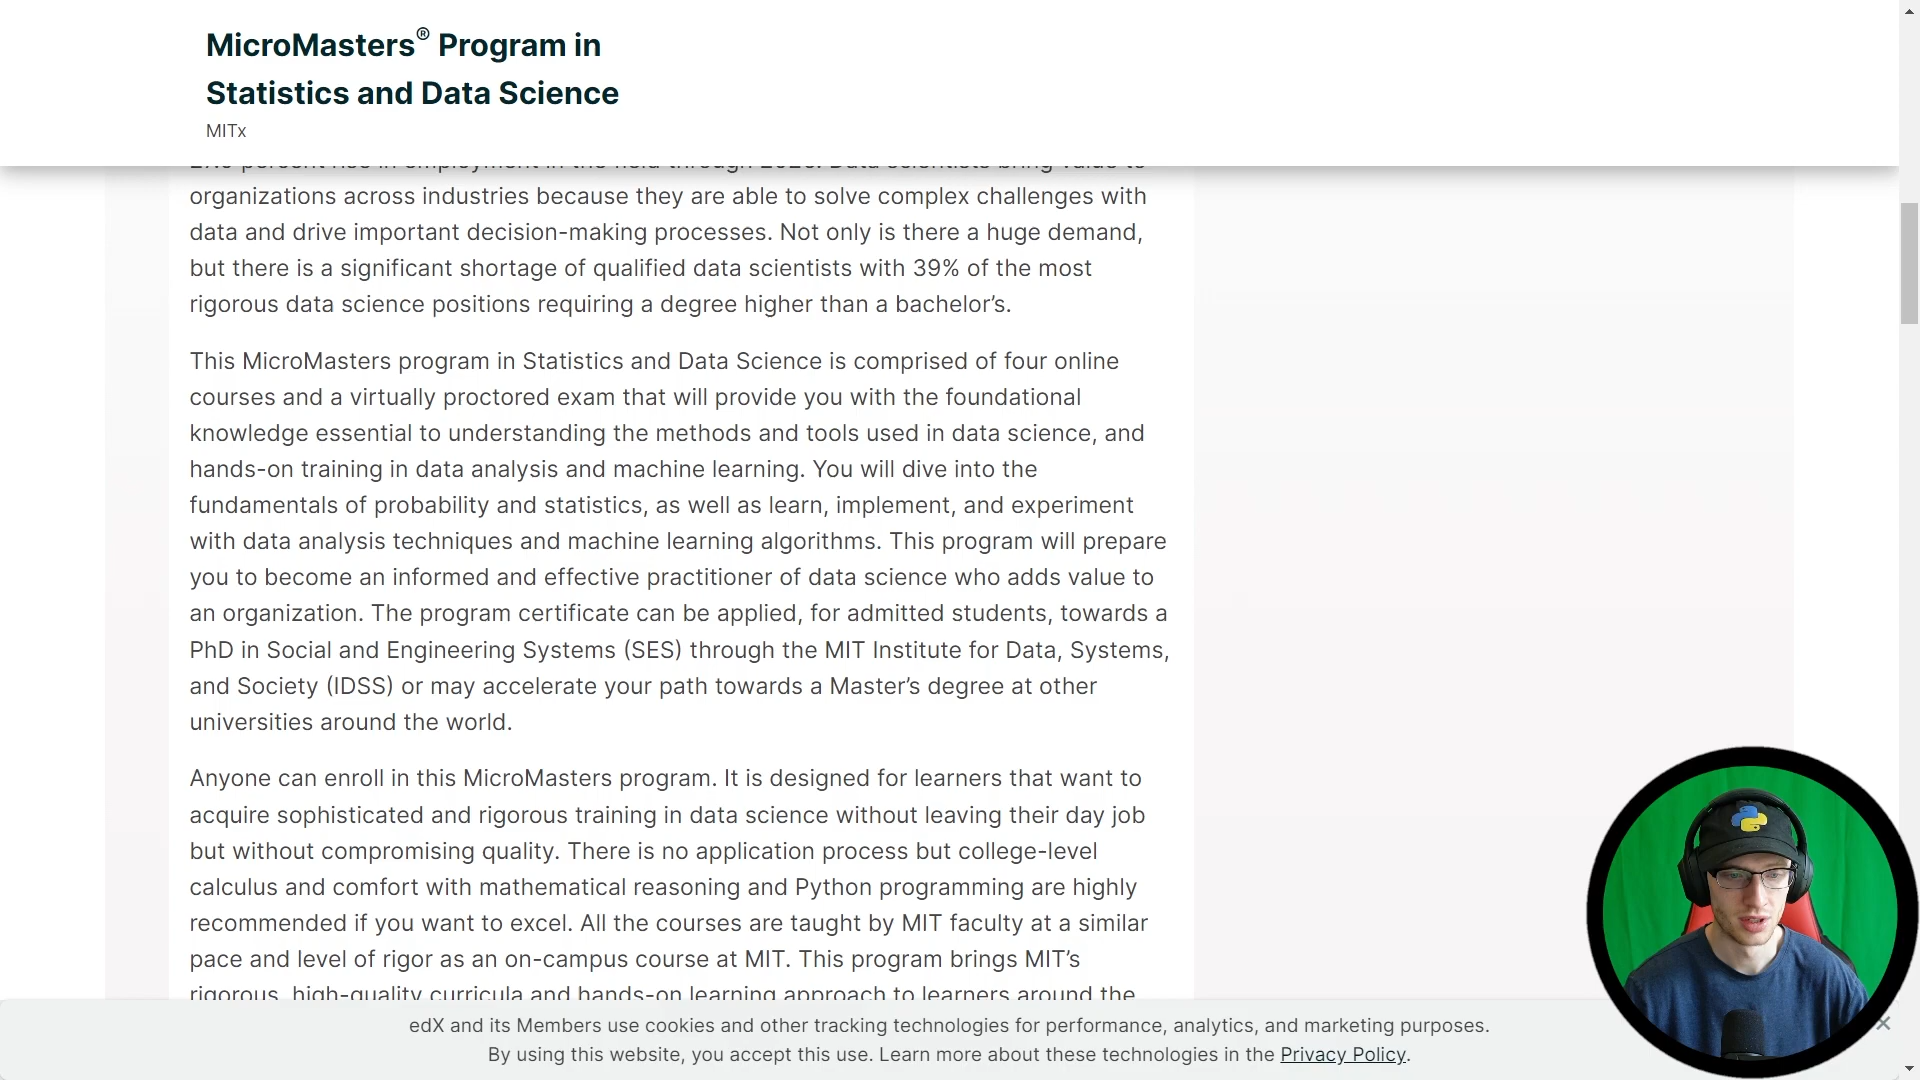 MicroMasters® Program in
Statistics and Data Science
MITx
organizations across industries because they are able to solve complex challenges with
data and drive important decision-making processes. Not only is there a huge demand,
but there is a significant shortage of qualified data scientists with 39% of the most
rigorous data science positions requiring a degree higher than a bachelor’s.
This MicroMasters program in Statistics and Data Science is comprised of four online
courses and a virtually proctored exam that will provide you with the foundational
knowledge essential to understanding the methods and tools used in data science, and
hands-on training in data analysis and machine learning. You will dive into the
fundamentals of probability and statistics, as well as learn, implement, and experiment
with data analysis techniques and machine learning algorithms. This program will prepare
you to become an informed and effective practitioner of data science who adds value to
an organization. The program certificate can be applied, for admitted students, towards a
PhD in Social and Engineering Systems (SES) through the MIT Institute for Data, Systems,
and Society (IDSS) or may accelerate your path towards a Master’s degree at other
universities around the world.
Anyone can enroll in this MicroMasters program. It is designed for learners that want to
acquire sophisticated and rigorous training in data science without leaving their day job
but without compromising quality. There is no application process but college-level
calculus and comfort with mathematical reasoning and Python programming are highly
recommended if you want to excel. All the courses are taught by MIT faculty at a similar
pace and level of rigor as an on-campus course at MIT. This program brings MIT’s
rigorous, high-quality curricula and hands-on learning approach to learners around the
edX and its Members use cookies and other tracking technologies for performance, analytics, and marketing purposes.
By using this website, you accept this use. Learn more about these technologies in the Privacy Policy.